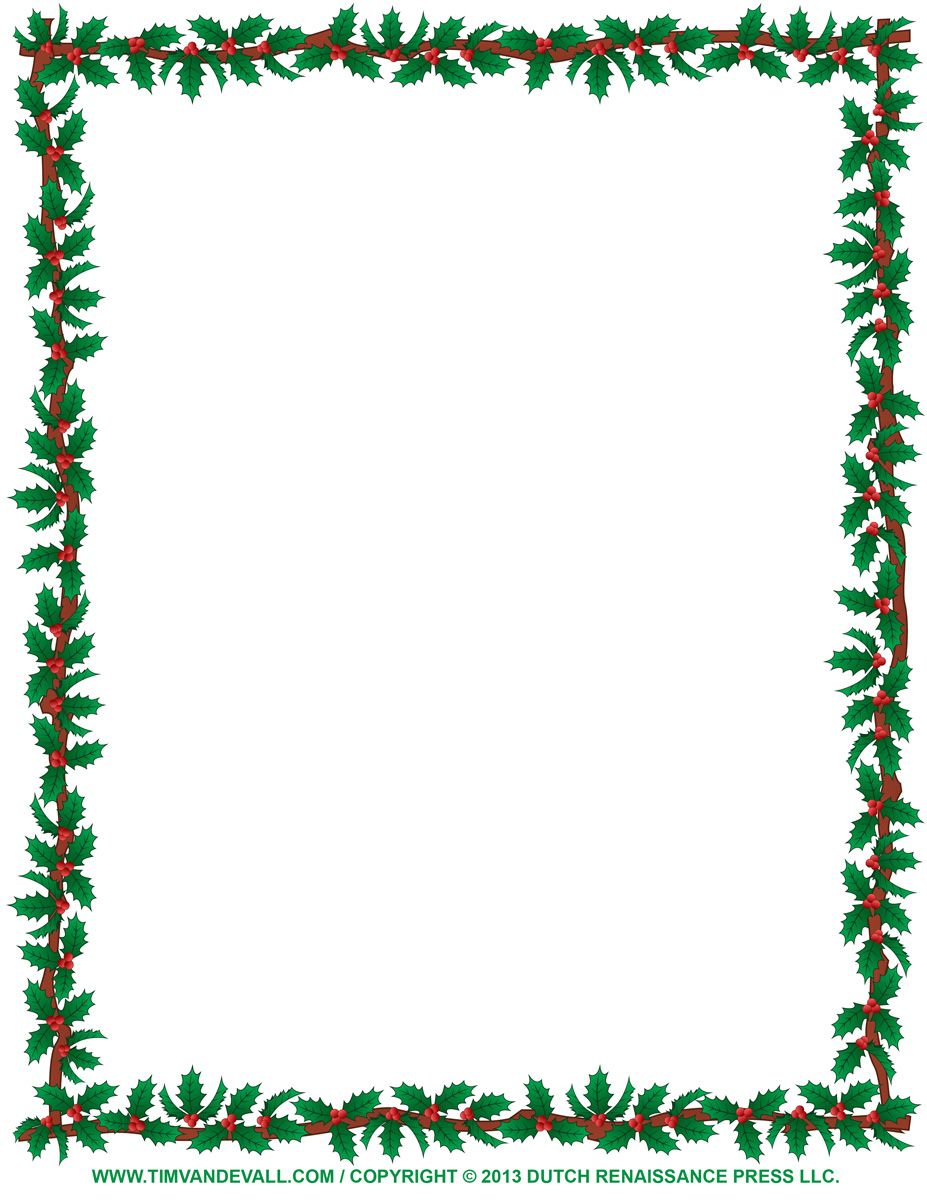 WWW.TIMVANDEVALL.COM / COPYRIGHT © 2013 DUTCH RENAISSANCE PRESS LLC.